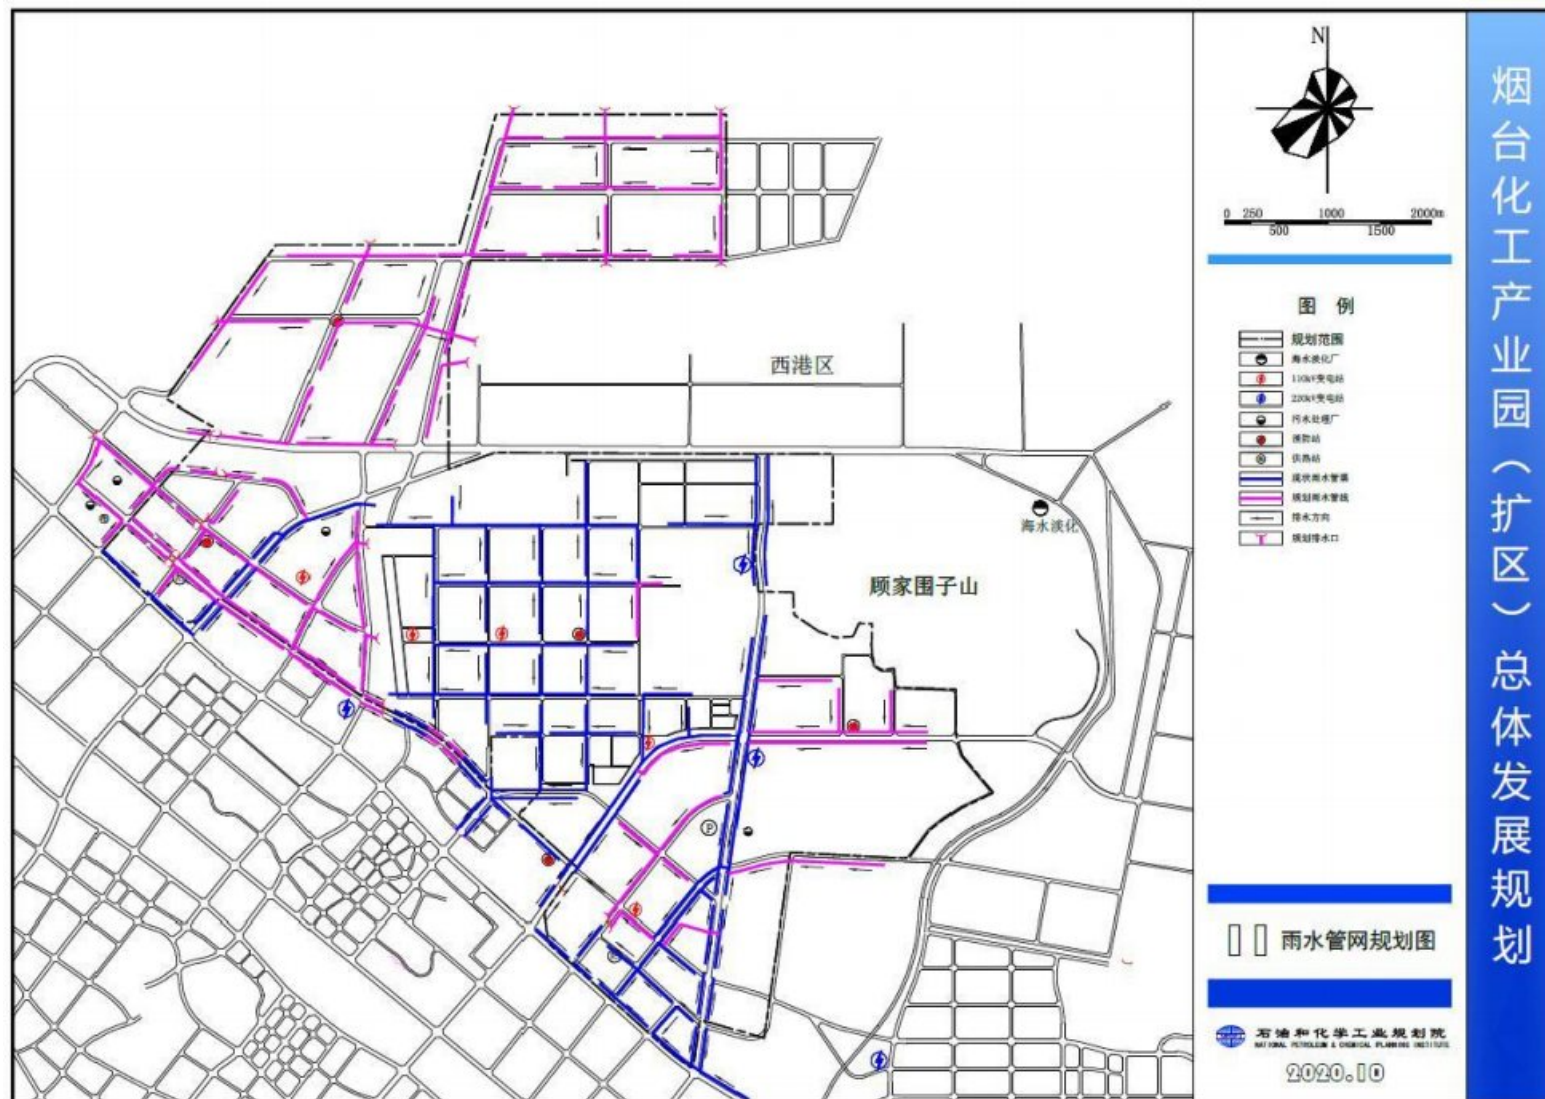 N
0 250 1000 2000m
500 1500
图 例
规划范围
海水淡化厂
110kV变电站
220kV变电站
污水处理厂
消防站
供热站
现状雨水管渠
规划雨水管线
排水方向
规划排水口
西港区
海水淡化
顾家围子山
P
雨水管网规划图
石油和化学工业规划院
NATIONAL PETROLEUM & CHEMICAL PLANNING INSTITUTE
2020.10
烟台化工产业园（扩区）总体发展规划